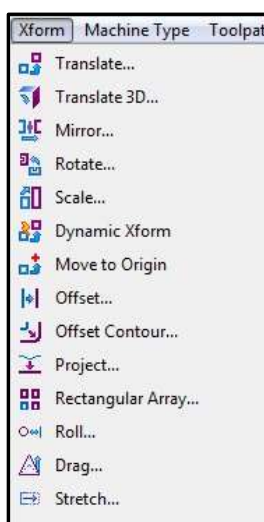 Xform Machine Type Toolpat
Translate...
Translate 3D...
Mirror...
Rotate...
Scale...
Dynamic Xform
Move to Origin
Offset...
Offset Contour...
Project...
Rectangular Array...
Roll...
Drag...
Stretch...